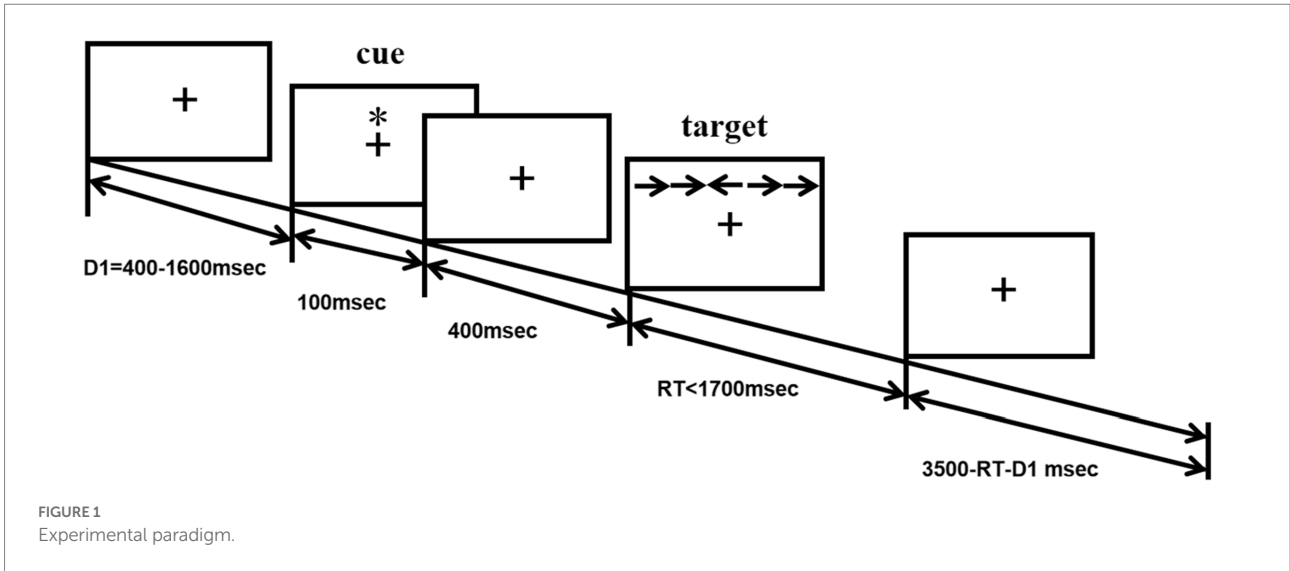 cue
*
target
D1=400-1600msec
100msec
400msec
RT<1700msec
3500-RT-D1 msec
FIGURE 1
Experimental paradigm.